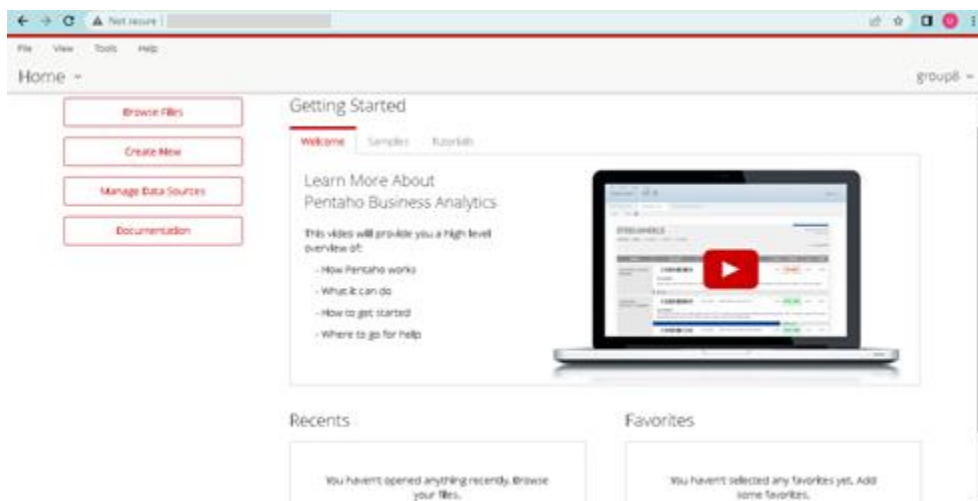 Not secure
File View Tools Help
Home
group8
Browse Files
Create New
Manage Data Sources
Documentation
Getting Started
Welcome Samples Tutorials
Learn More About
Pentaho Business Analytics
This video will provide you a high level
overview of:
- How Pentaho works
- What it can do
- How to get started
- Where to go for help
Recents
Favorites
You haven't opened anything recently. Browse
your files.
You haven't selected any favorites yet. Add
some favorites.